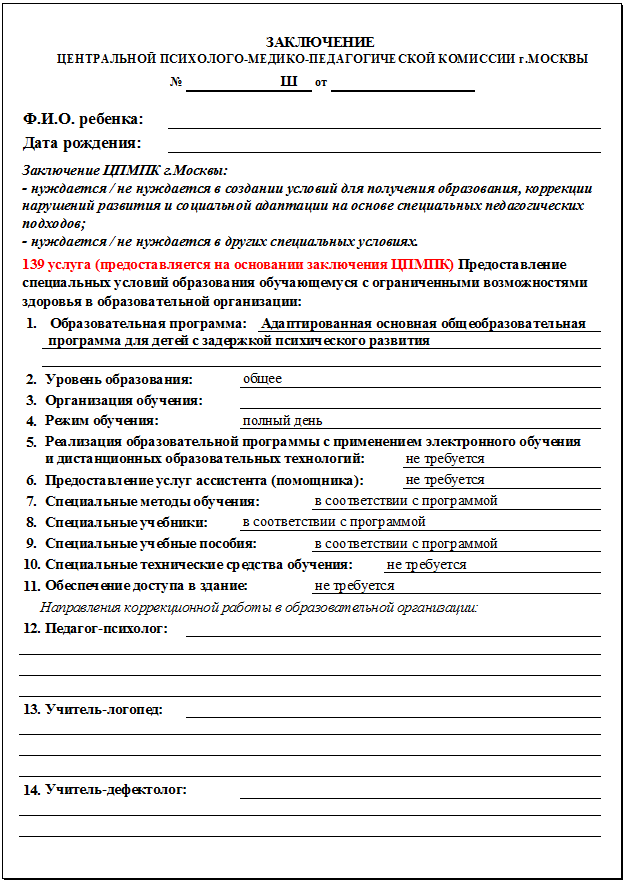 ЗАКЛЮЧЕНИЕ
ЦЕНТРАЛЬНОЙ ПСИХОЛОГО-МЕДИКО-ПЕДАГОГИЧЕСКОЙ КОМИССИИ г.МОСКВЫ
№ Ш от
Ф.И.О. ребенка:
Дата рождения:
Заключение ЦПМПК г.Москвы:
- нуждается / не нуждается в создании условий для получения образования, коррекции
нарушений развития и социальной адаптации на основе специальных педагогических
подходов;
- нуждается / не нуждается в других специальных условиях.
139 услуга (предоставляется на основании заключения ЦПМПК) Предоставление
специальных условий образования обучающемуся с ограниченными возможностями
здоровья в образовательной организации:
1. Образовательная программа: Адаптированная основная общеобразовательная
программа для детей с задержкой психического развития
2. Уровень образования: общее
3. Организация обучения:
4. Режим обучения: полный день
5. Реализация образовательной программы с применением электронного обучения
и дистанционных образовательных технологий: не требуется
6. Предоставление услуг ассистента (помощника): не требуется
7. Специальные методы обучения: в соответствии с программой
8. Специальные учебники: в соответствии с программой
9. Специальные учебные пособия: в соответствии с программой
10. Специальные технические средства обучения: не требуется
11. Обеспечение доступа в здание: не требуется
Направления коррекционной работы в образовательной организации:
12. Педагог-психолог:
13. Учитель-логопед:
14. Учитель-дефектолог: